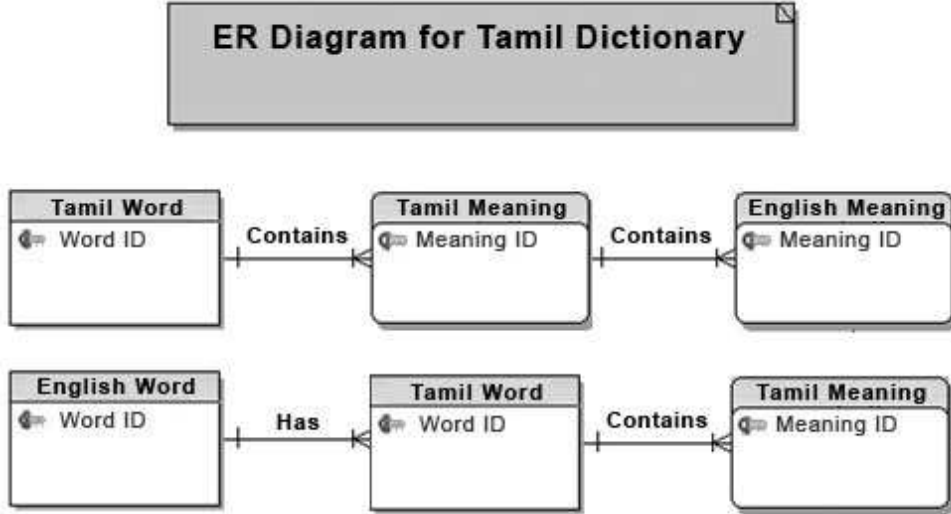 ER Diagram for Tamil Dictionary
Tamil Word
Word ID
Contains
Tamil Meaning
Meaning ID
Contains
English Meaning
Meaning ID
English Word
Word ID
Has
Tamil Word
Word ID
Contains
Tamil Meaning
Meaning ID